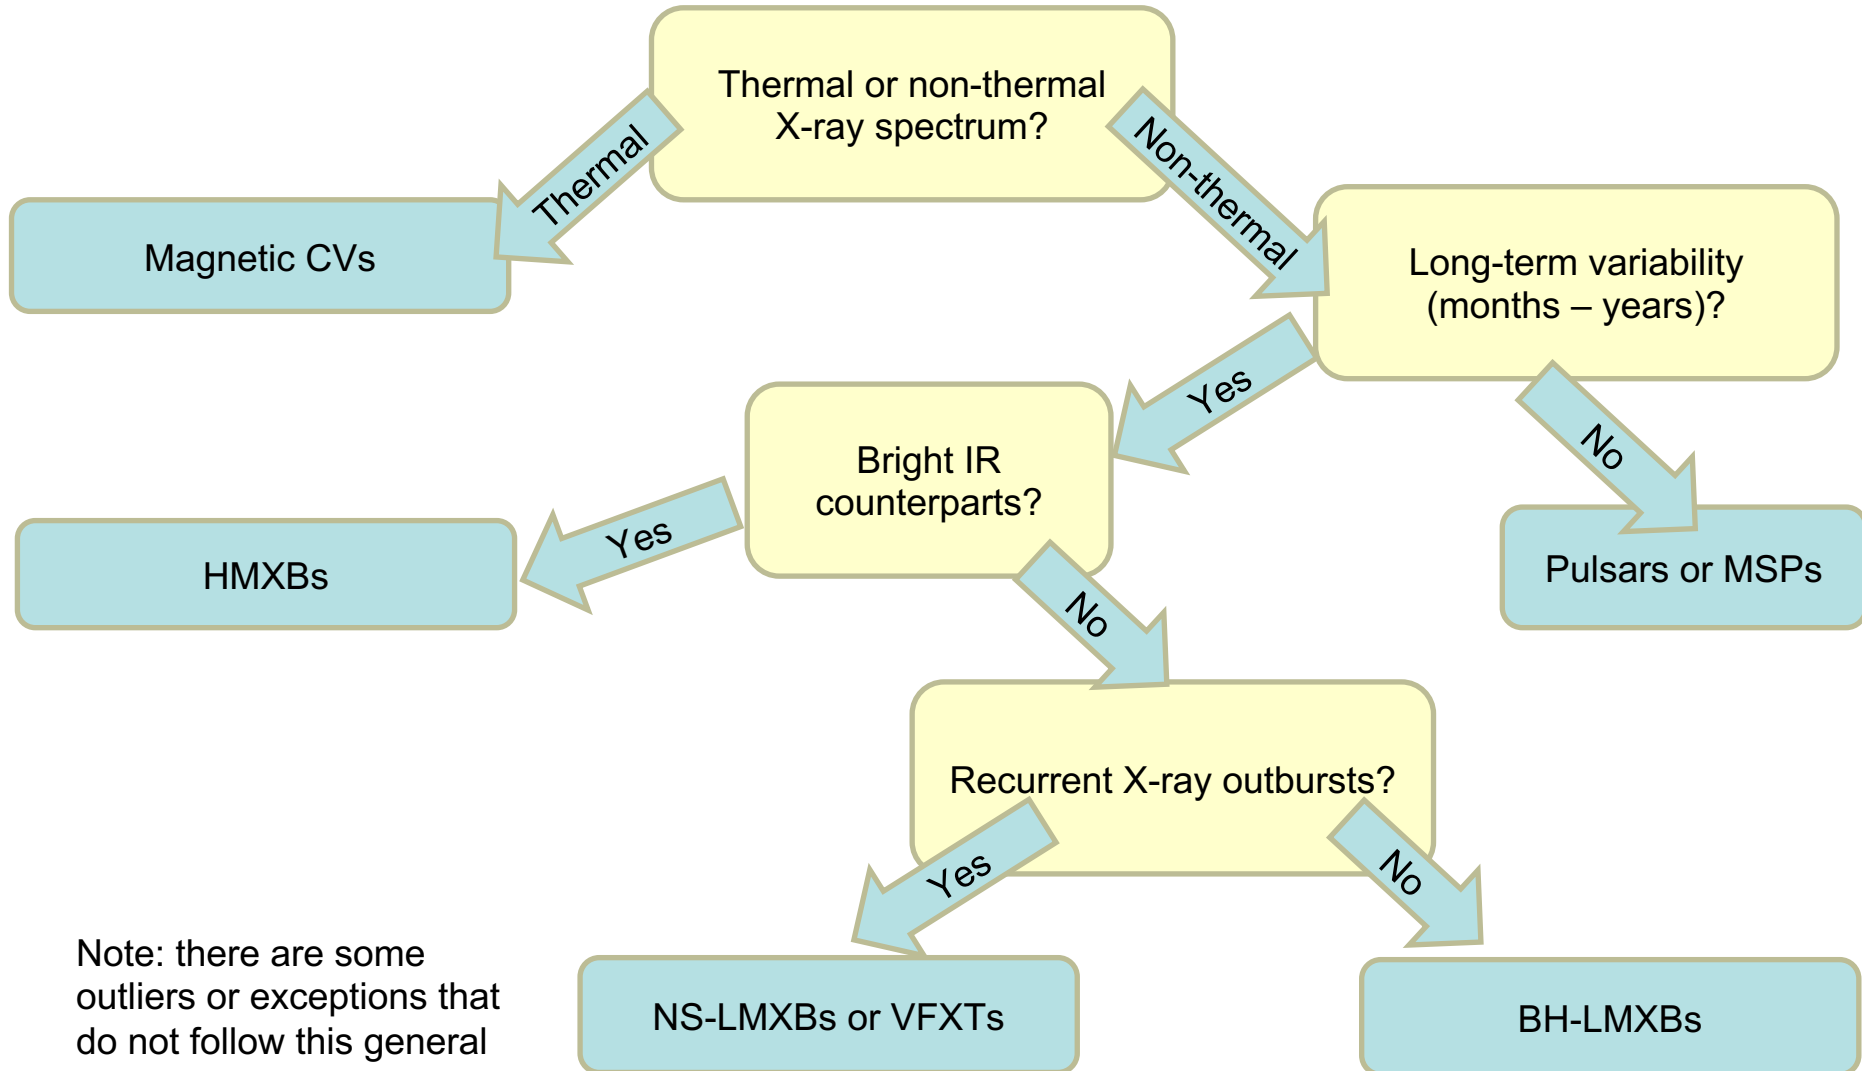 Thermal or non-thermal
X-ray spectrum?
Thermal
Non-thermal
Magnetic CVs
Long-term variability
(months – years)?
Yes
No
Bright IR
counterparts?
Yes
No
HMXBs
Pulsars or MSPs
Recurrent X-ray outbursts?
Yes
No
Note: there are some
outliers or exceptions that
do not follow this general
NS-LMXBs or VFXTs
BH-LMXBs